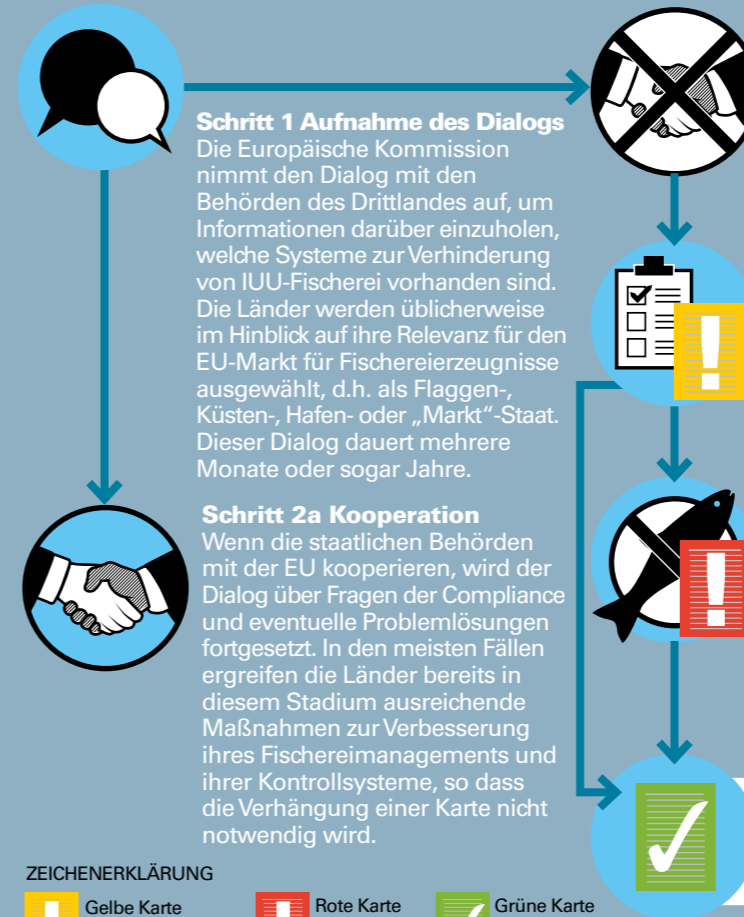 Schritt 1 Aufnahme des Dialogs
Die Europäische Kommission
nimmt den Dialog mit den
Behörden des Drittlandes auf, um
Informationen darüber einzuholen,
welche Systeme zur Verhinderung
von IUU-Fischerei vorhanden sind.
Die Länder werden üblicherweise
im Hinblick auf ihre Relevanz für den
EU-Markt für Fischereierzeugnisse
ausgewählt, d.h. als Flaggen-,
Küsten-, Hafen- oder „Markt“-Staat.
Dieser Dialog dauert mehrere
Monate oder sogar Jahre.
Schritt 2a Kooperation
Wenn die staatlichen Behörden
mit der EU kooperieren, wird der
Dialog über Fragen der Compliance
und eventuelle Problemlösungen
fortgesetzt. In den meisten Fällen
ergreifen die Länder bereits in
diesem Stadium ausreichende
Maßnahmen zur Verbesserung
ihres Fischereimanagements und
ihrer Kontrollsysteme, so dass
die Verhängung einer Karte nicht
notwendig wird.
ZEICHENERKLÄRUNG
! Gelbe Karte
! Rote Karte
Grüne Karte